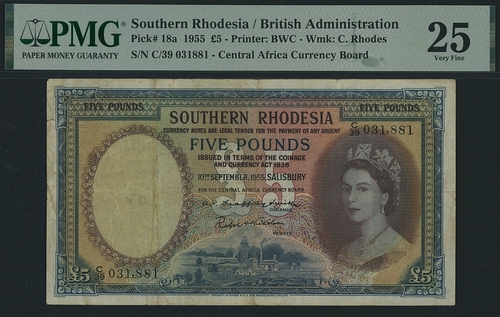 PMG
PAPER MONEY GUARANTY
Southern Rhodesia / British Administration
Pick# 18a 1955 £5 - Printer: BWC - Wmk: C. Rhodes
S/N C/39 031881 - Central Africa Currency Board
25
Very Fine
FIVE POUNDS
FIVE POUNDS
SOUTHERN RHODESIA
CURRENCY NOTES ARE LEGAL TENDER FOR THE PAYMENT OF ANY AMOUNT
C/39 031,881
FIVE POUNDS
ISSUED IN TERMS OF THE COINAGE
AND CURRENCY ACT 1938
10TH SEPTEMBER, 1955, SALISBURY
FOR THE CENTRAL AFRICA CURRENCY BOARD
CHAIRMAN
MEMBER
C/39 031,881
£5
£5